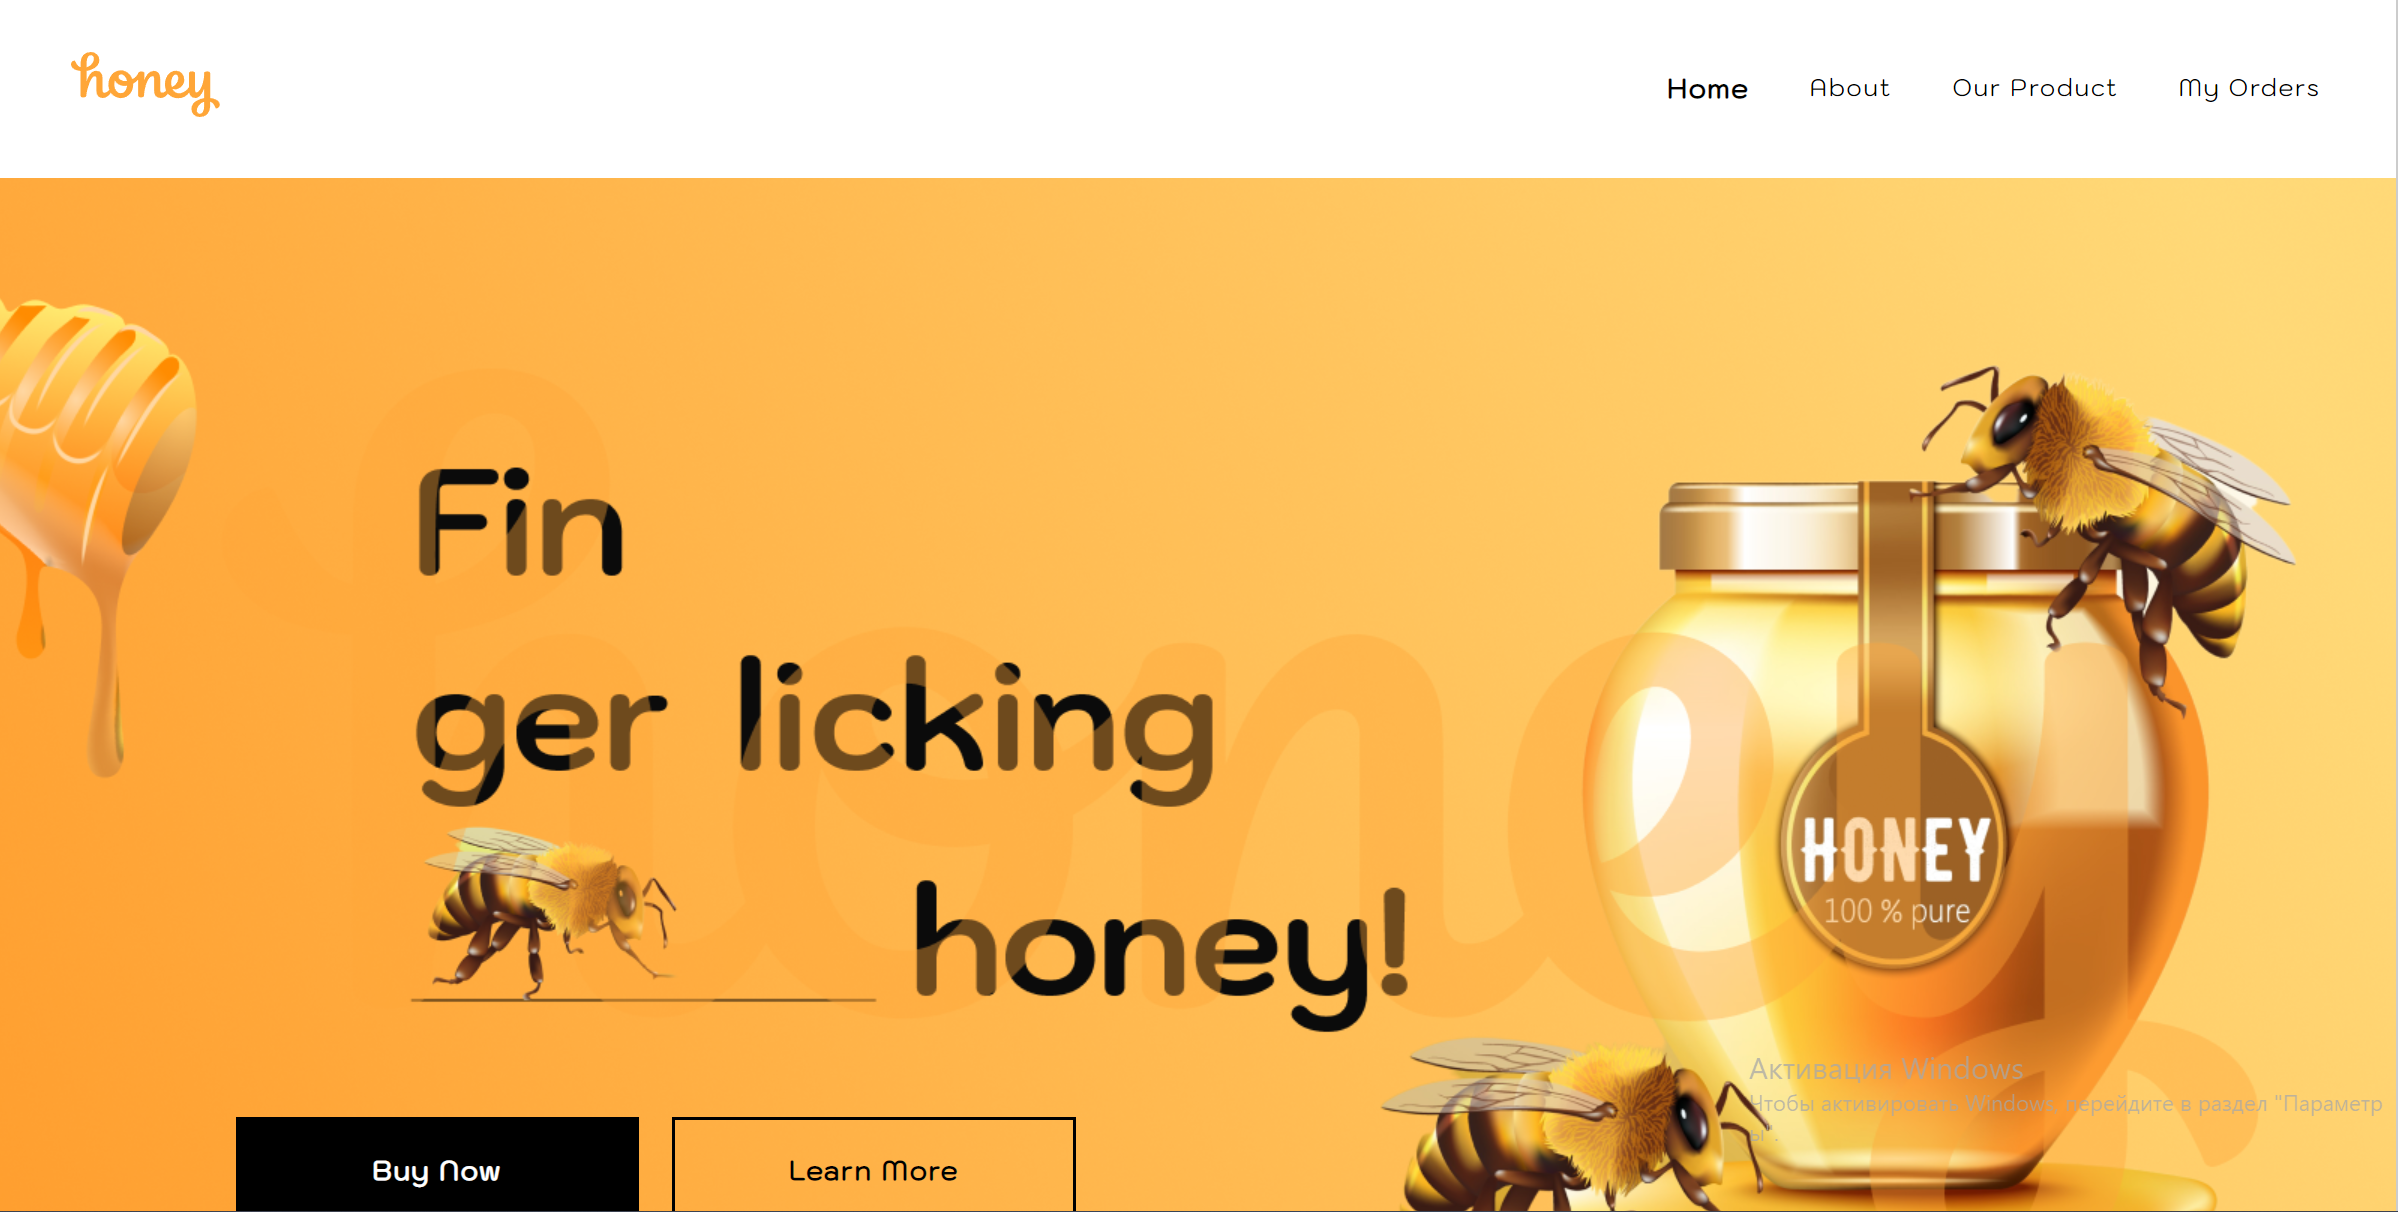 honey
Home About Our Product My Orders
honey
Fin
ger licking
honey!
HONEY
100 % pure
Buy Now
Learn More
Активация Windows
Чтобы активировать Windows, перейдите в раздел "Параметр
ы".